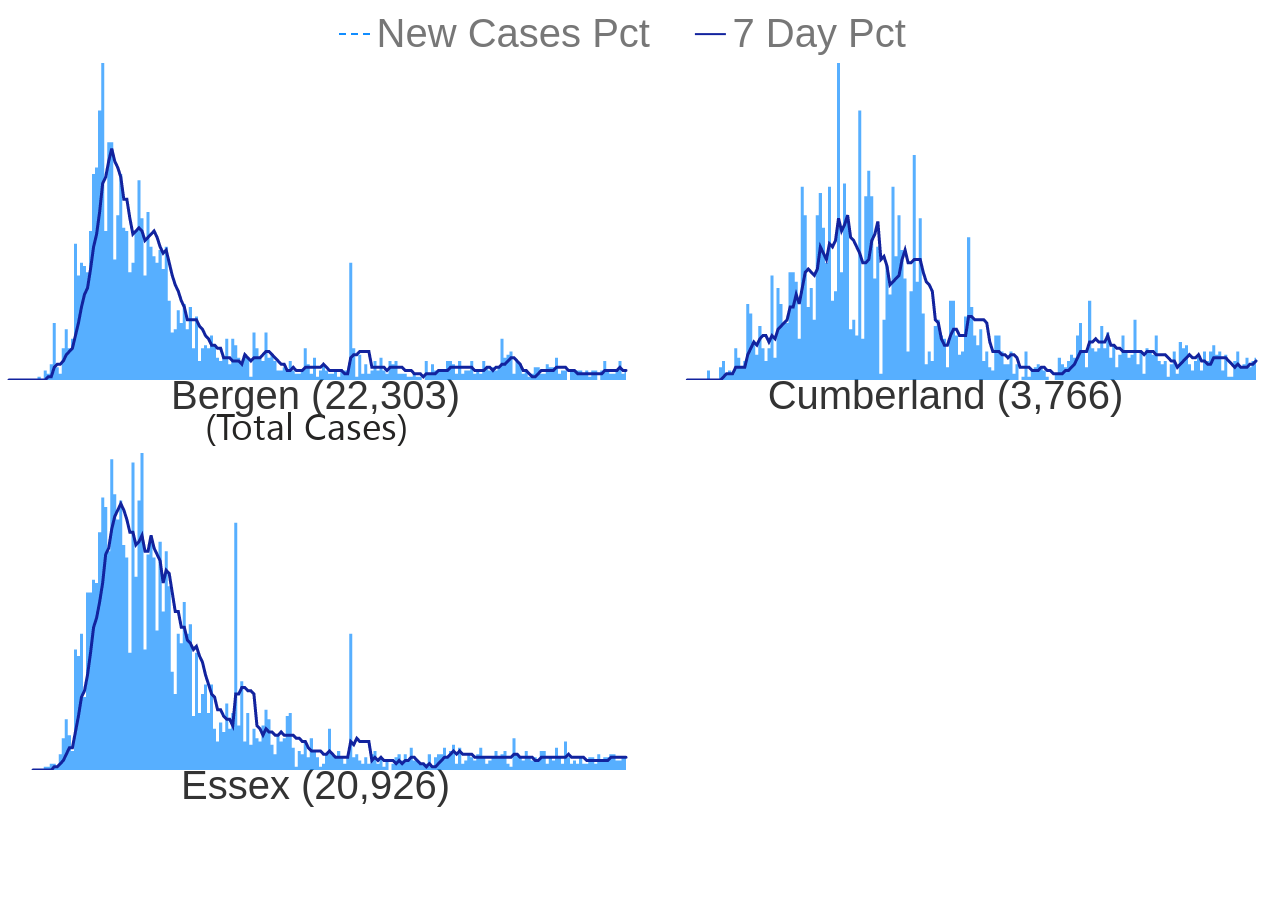 New Cases Pct 7 Day Pct
Bergen (22,303)
(Total Cases)
Cumberland (3,766)
Essex (20,926)